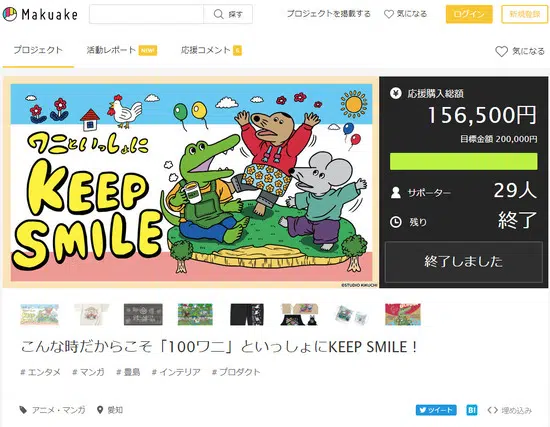 Makuake
探す
プロジェクトを掲載する
気になる
ログイン
新規登録
プロジェクト
活動レポート NEW!
応援コメント
気になる
ワニといっしょに
KEEP
SMILE
©STUDIO KIKUCHI
応援購入総額
156,500円
目標金額 200,000円
サポーター 29人
残り 終了
終了しました
こんな時だからこそ「100ワニ」といっしょにKEEP SMILE！
# エンタメ # マンガ # 豊島 # インテリア # プロダクト
アニメ・マンガ 愛知
ツイート B! <> 埋め込み